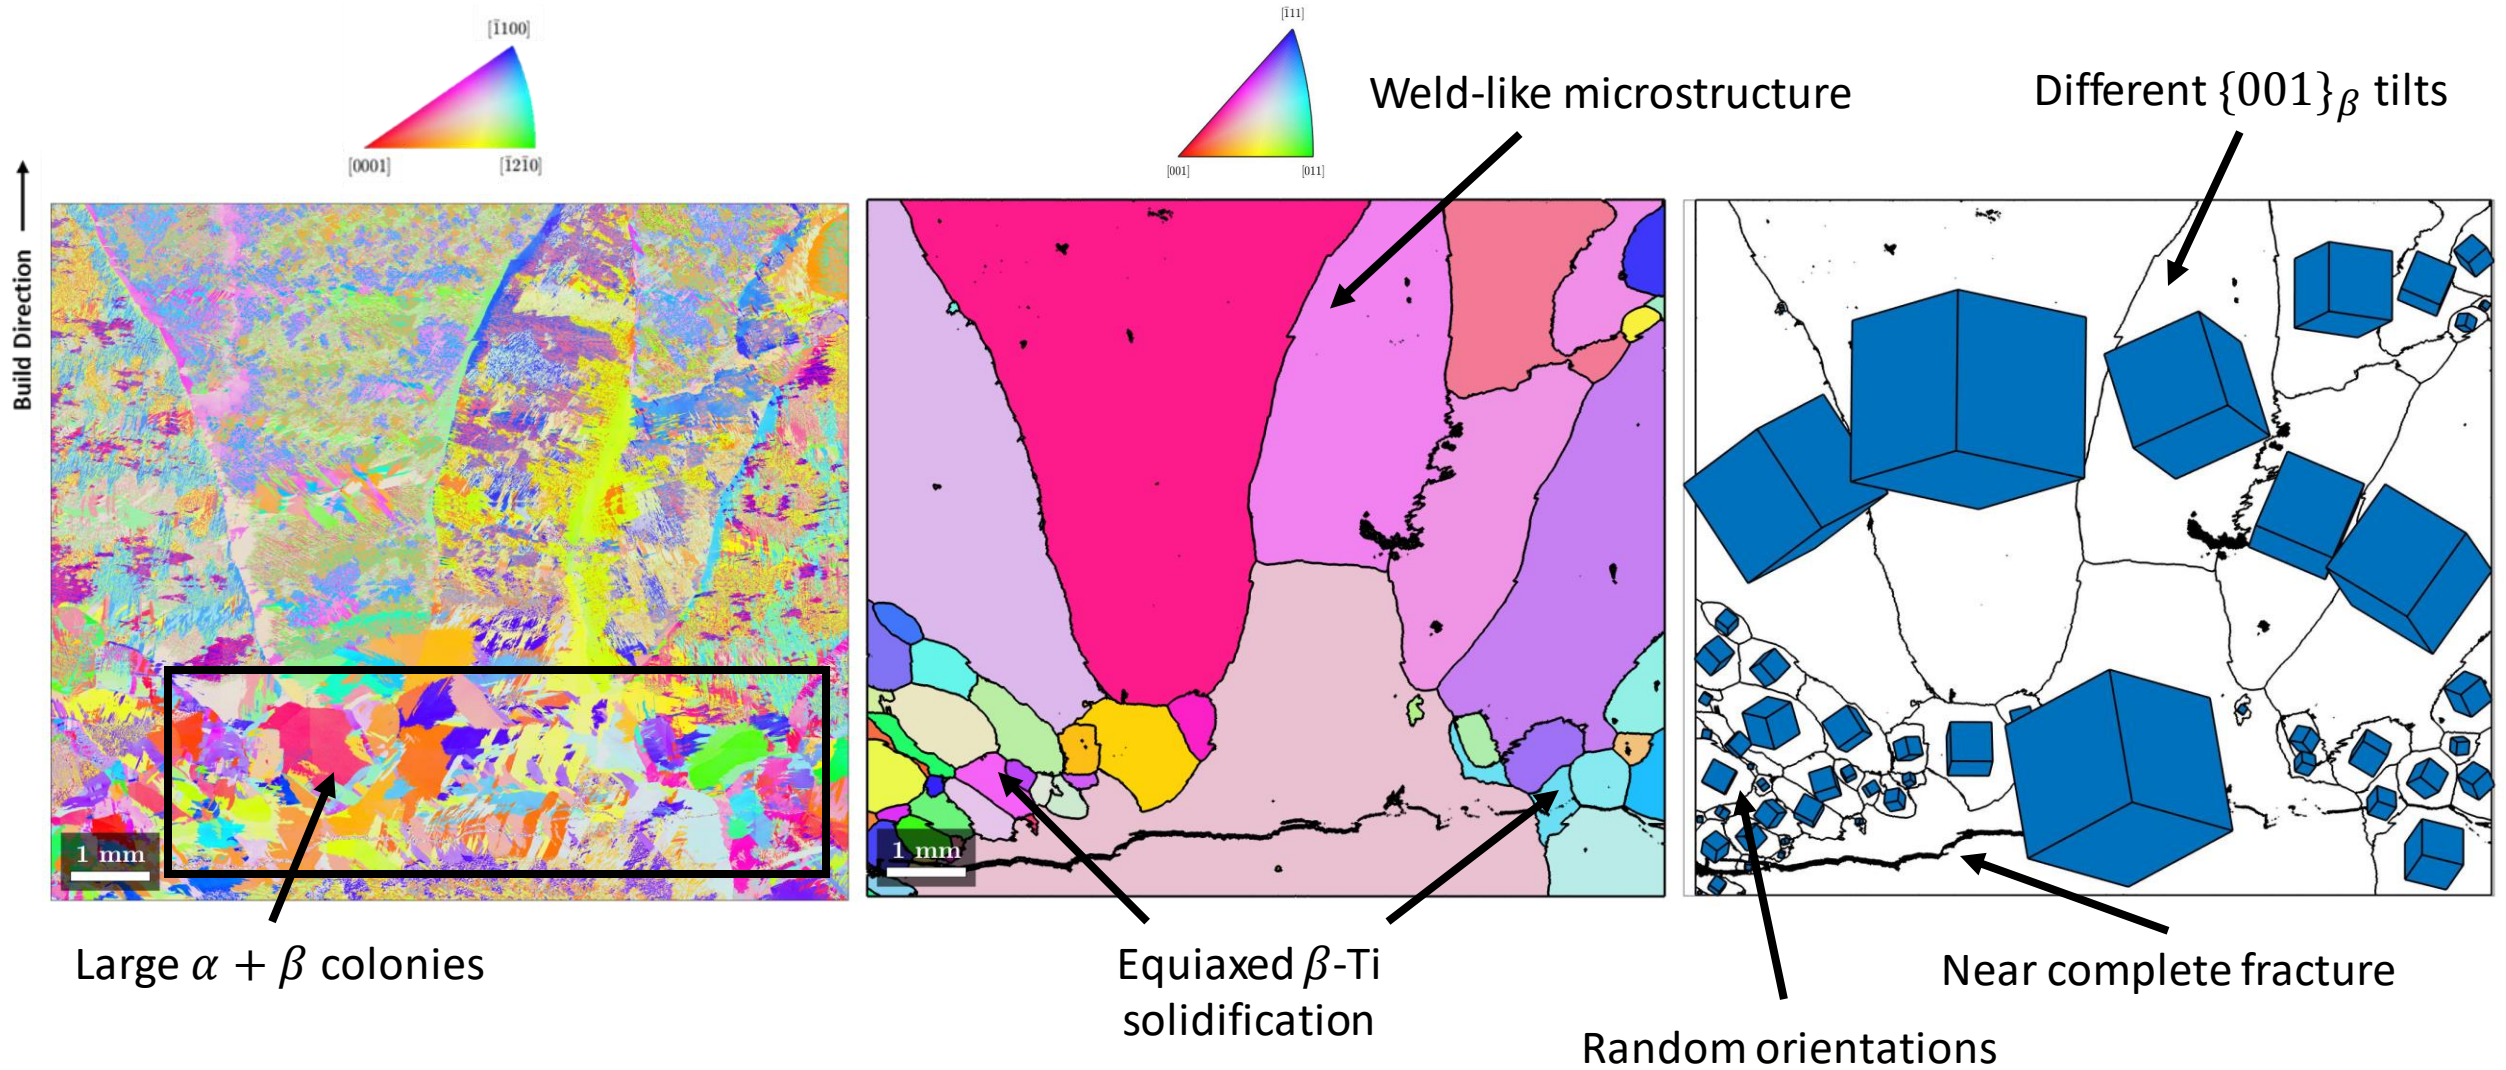 [1̄100]
[0001]
[1̄21̄0]
[1̄11]
[001]
[011]
Weld-like microstructure
Different {001}β tilts
Build Direction
1 mm
1 mm
Large α + β colonies
Equiaxed β-Ti
solidification
Near complete fracture
Random orientations